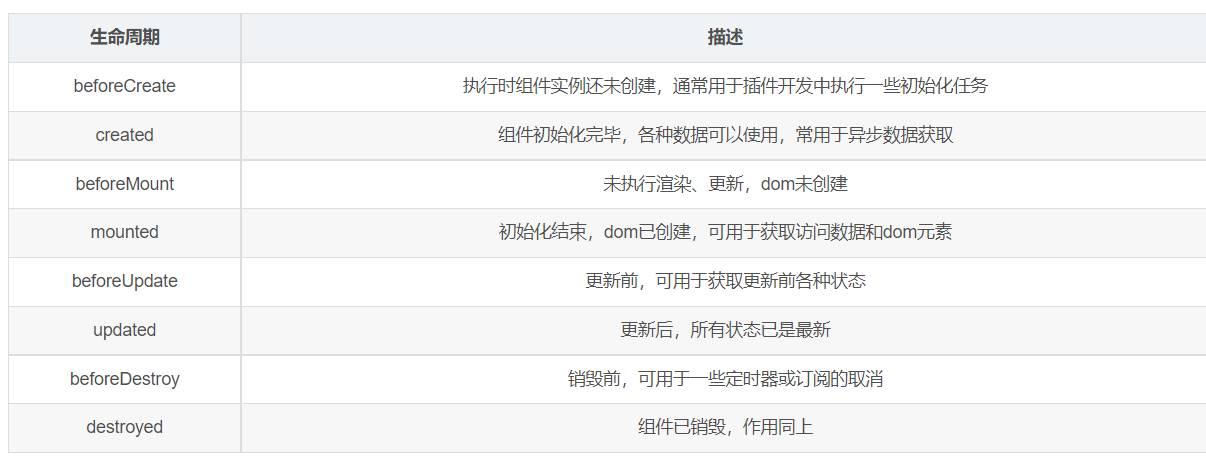 生命周期 描述
beforeCreate 执行时组件实例还未创建，通常用于插件开发中执行一些初始化任务
created 组件初始化完毕，各种数据可以使用，常用于异步数据获取
beforeMount 未执行渲染、更新，dom未创建
mounted 初始化结束，dom已创建，可用于获取访问数据和dom元素
beforeUpdate 更新前，可用于获取更新前各种状态
updated 更新后，所有状态已是最新
beforeDestroy 销毁前，可用于一些定时器或订阅的取消
destroyed 组件已销毁，作用同上